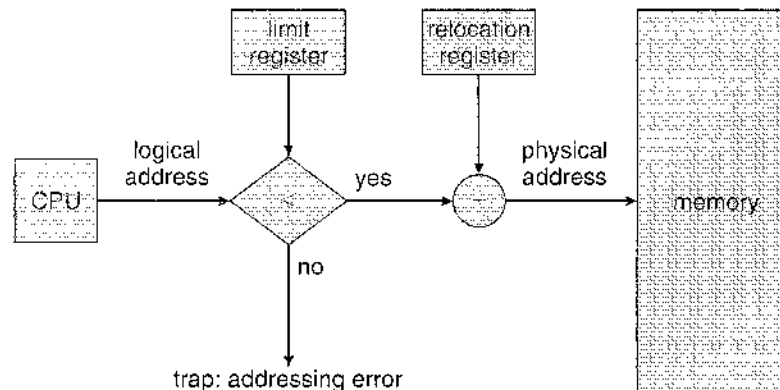 limit
register
relocation
register
logical
address
yes
physical
address
CPU
<
memory
no
trap: addressing error